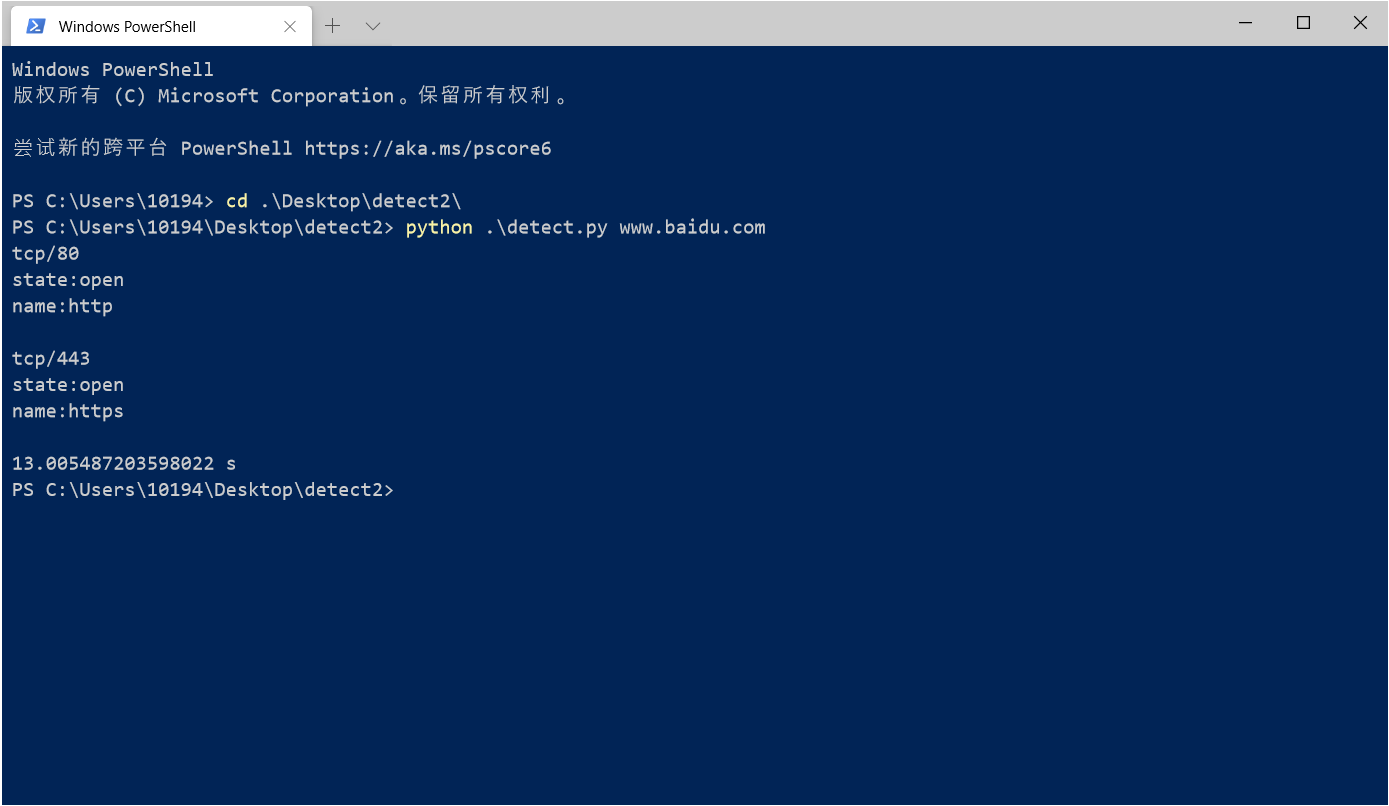 Windows PowerShell
Windows PowerShell
版权所有 (C) Microsoft Corporation。保留所有权利。
尝试新的跨平台 PowerShell https://aka.ms/pscore6
PS C:\Users\10194> cd .\Desktop\detect2\
PS C:\Users\10194\Desktop\detect2> python .\detect.py www.baidu.com
tcp/80
state:open
name:http
tcp/443
state:open
name:https
13.005487203598022 s
PS C:\Users\10194\Desktop\detect2>